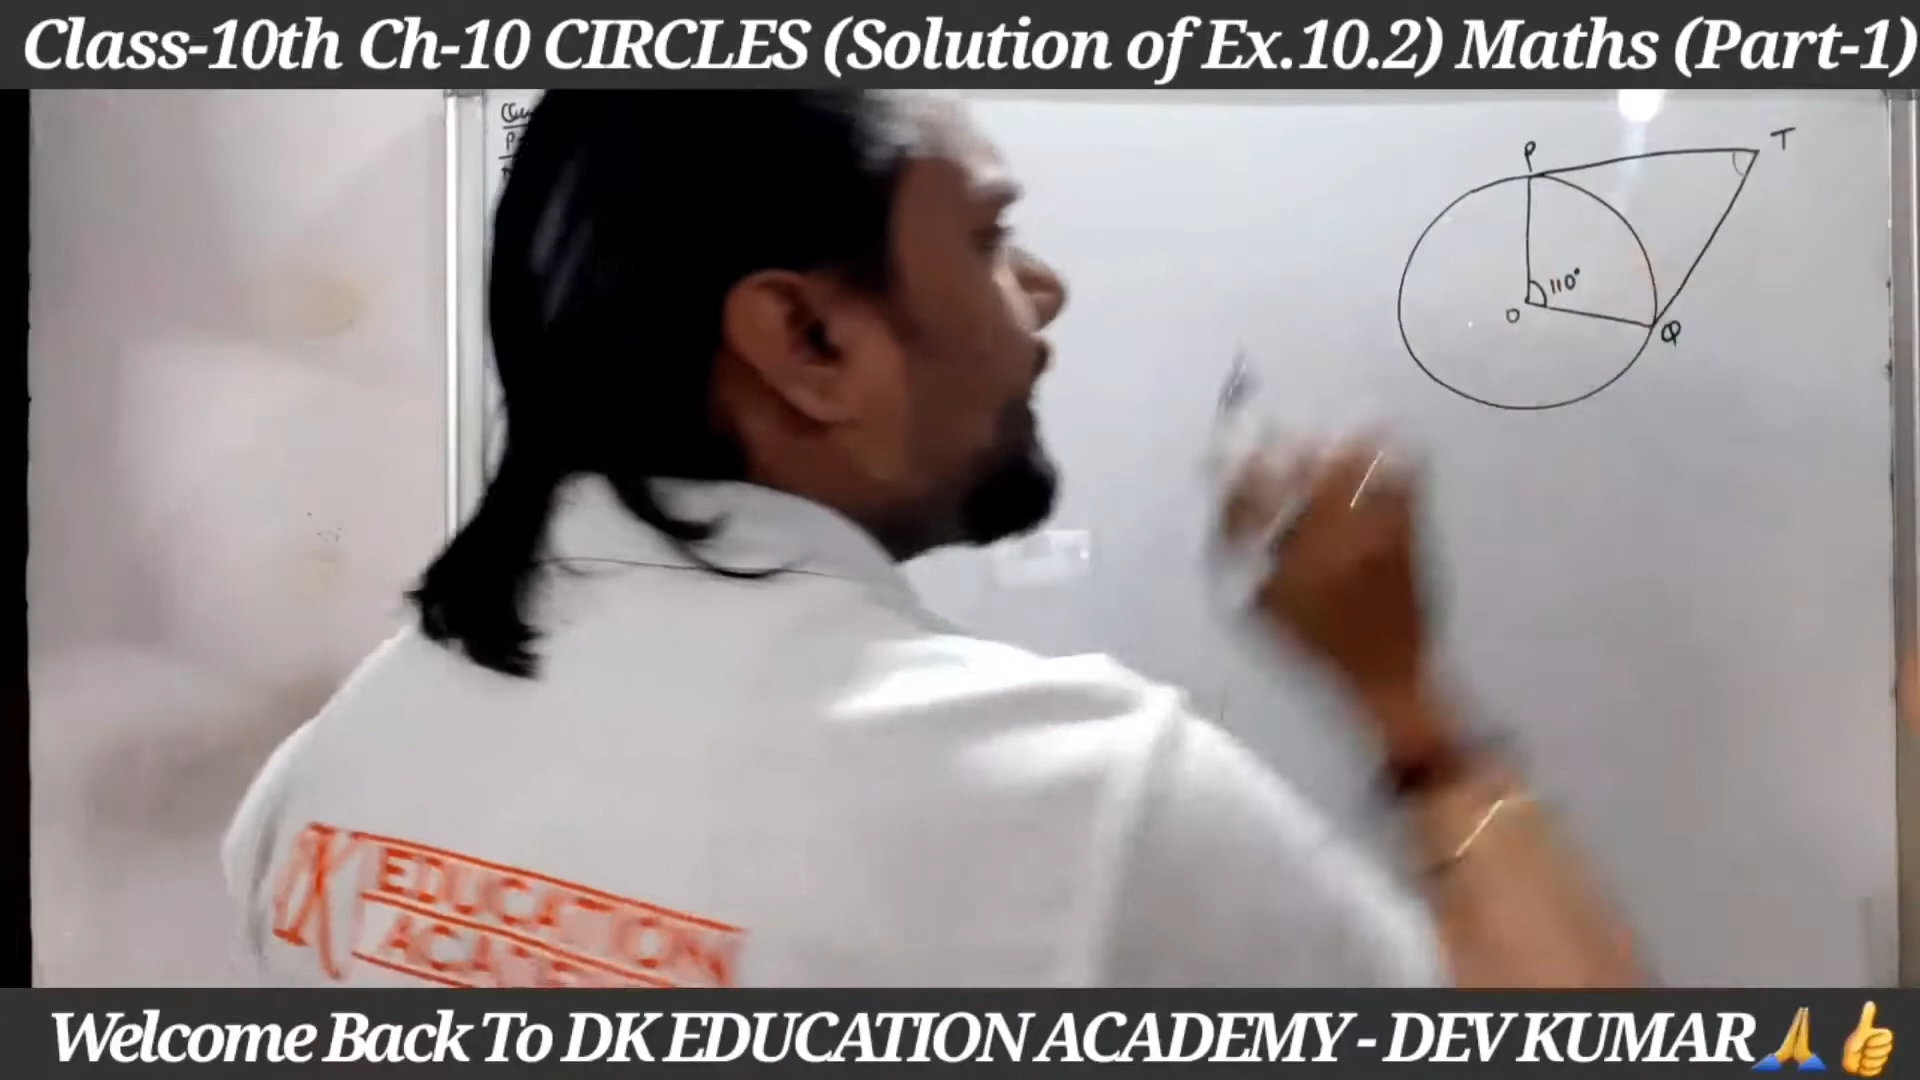 Class-10th Ch-10 CIRCLES (Solution of Ex.10.2) Maths (Part-1)
P
T
110°
O
Q
EDUCATION
Welcome Back To DK EDUCATION ACADEMY - DEV KUMAR🙏👍